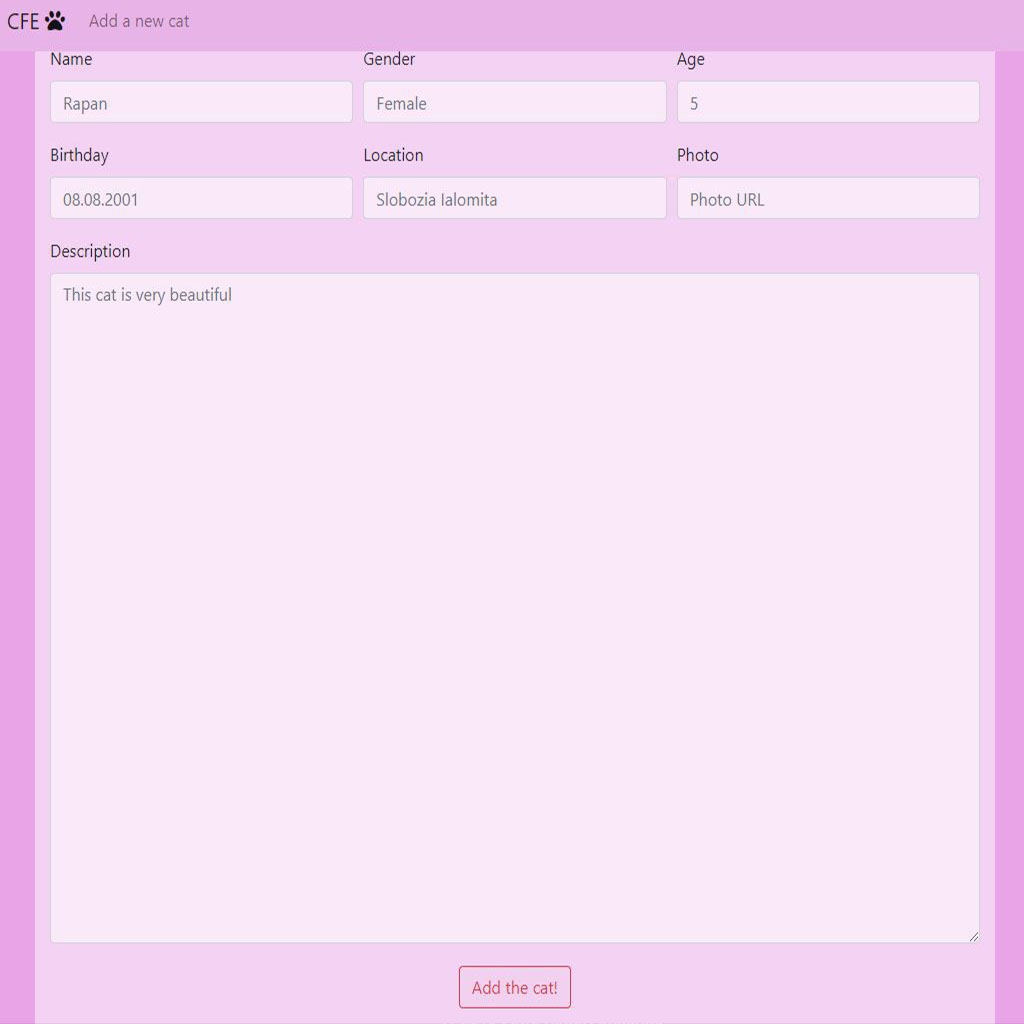 CFE Add a new cat
Name Gender Age
Rapan Female 5
Birthday Location Photo
08.08.2001 Slobozia Ialomita Photo URL
Description
This cat is very beautiful
Add the cat!